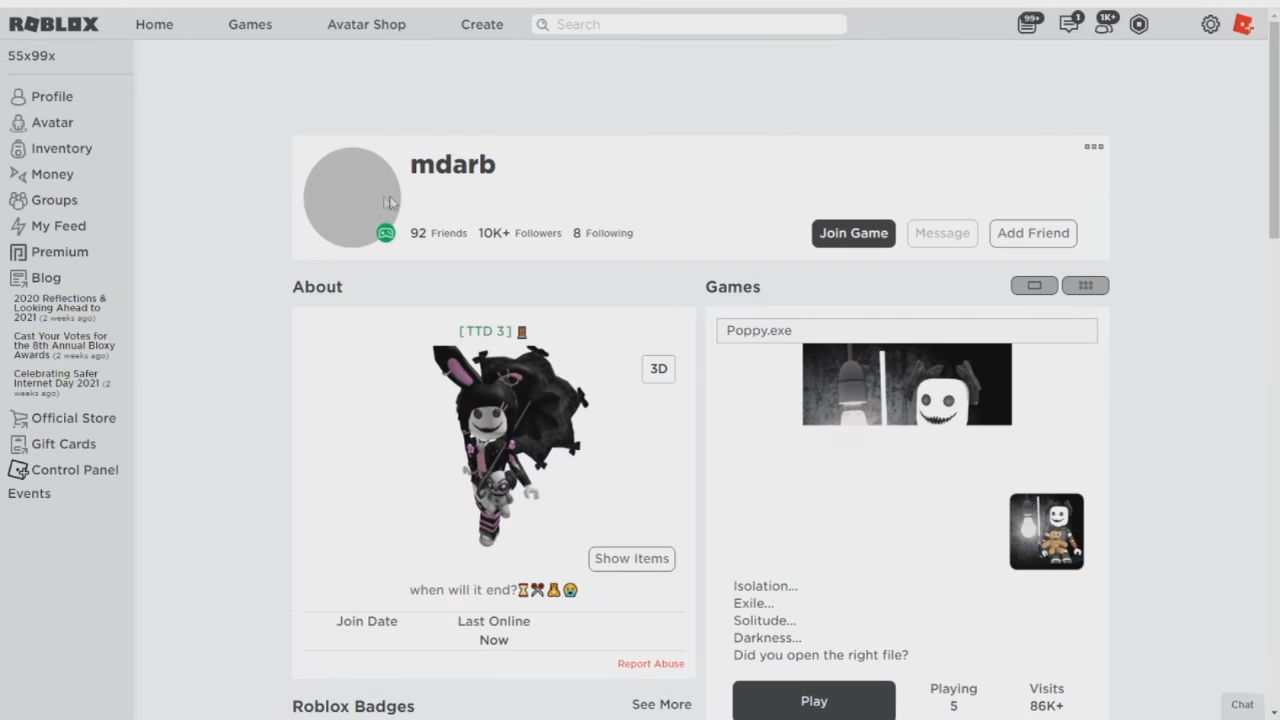 ROBLOX Home Games Avatar Shop Create Search 99+ 1 1K+
55x99x
Profile
Avatar
Inventory
Money
Groups
My Feed
Premium
Blog
2020 Reflections &
Looking Ahead to
2021 (2 weeks ago)
Cast Your Votes for
the 8th Annual Bloxy
Awards (2 weeks ago)
Celebrating Safer
Internet Day 2021 (2
weeks ago)
Official Store
Gift Cards
Control Panel
Events
mdarb
92 Friends 10K+ Followers 8 Following
Join Game Message Add Friend
About
[ TTD 3 ] 🚪
3D
Show Items
when will it end?⏳✂️🧸😭
Join Date Last Online
Now
Report Abuse
Roblox Badges See More
Games
Poppy.exe
Isolation...
Exile...
Solitude...
Darkness...
Did you open the right file?
Play
Playing Visits
5 86K+
Chat